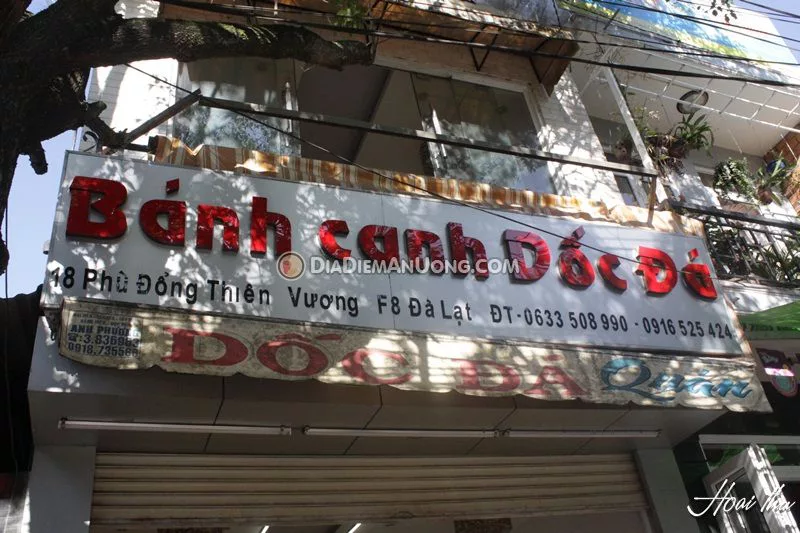 Bánh canh Dốc Đá
DIADIEMANUONG.COM
18 Phù Đổng Thiên Vương F8 Đà Lạt ĐT-0633 508 990 - 0916 525 424
ANH PHƯƠNG
DỐC ĐÁ Quán
Hoai Thu